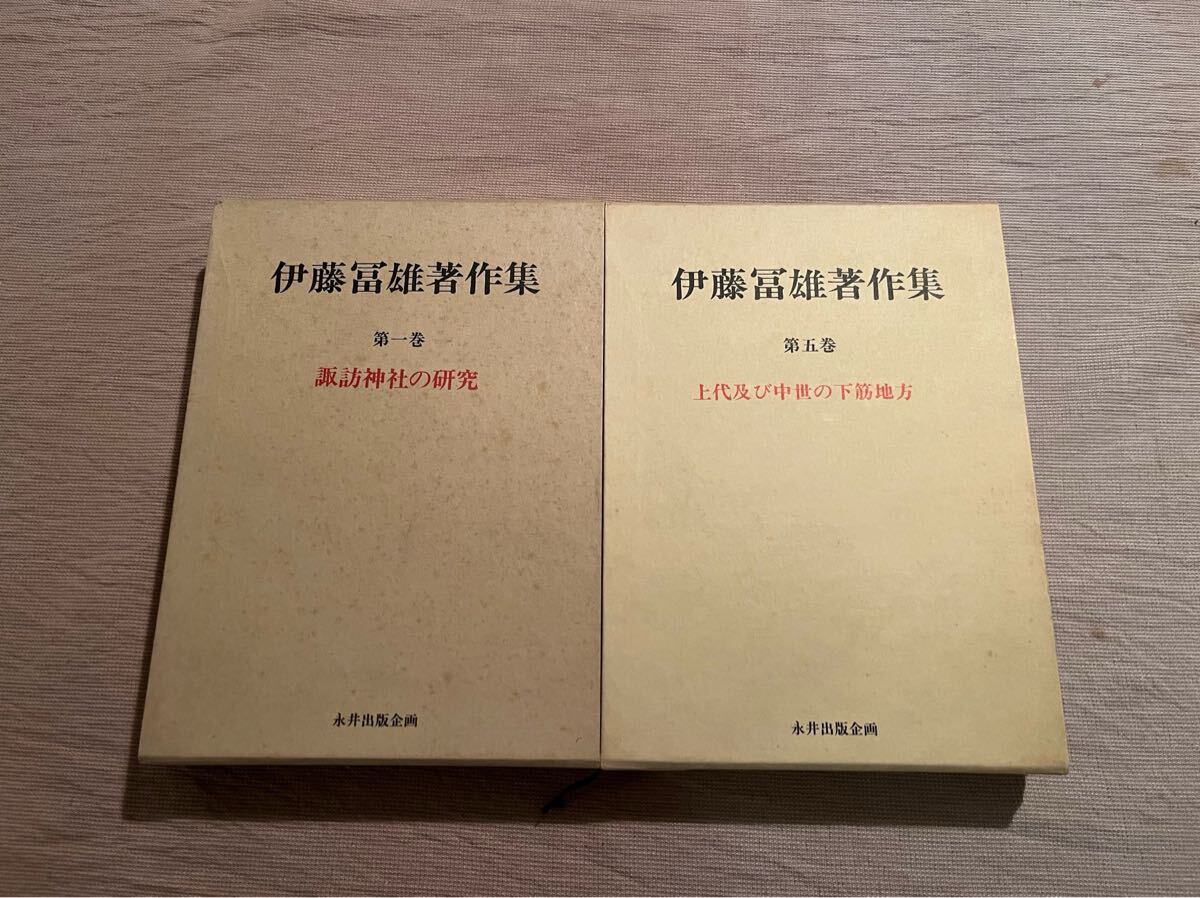 伊藤冨雄著作集
第一巻
諏訪神社の研究
永井出版企画
伊藤冨雄著作集
第五巻
上代及び中世の下筋地方
永井出版企画